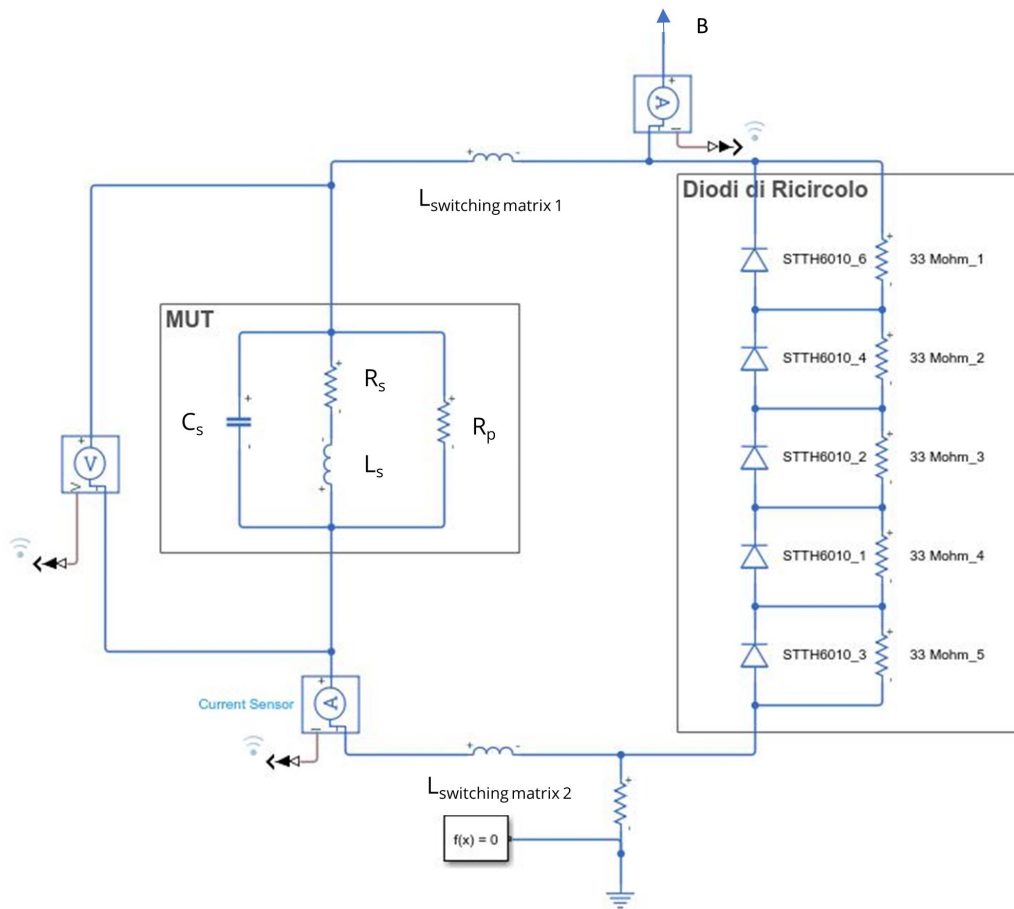 B
A
L switching matrix 1
Diodi di Ricircolo
STTH6010_6
33 Mohm_1
MUT
STTH6010_4
33 Mohm_2
Rs
Cs
Rp
V
Ls
STTH6010_2
33 Mohm_3
STTH6010_1
33 Mohm_4
STTH6010_3
33 Mohm_5
Current Sensor
A
L switching matrix 2
f(x) = 0